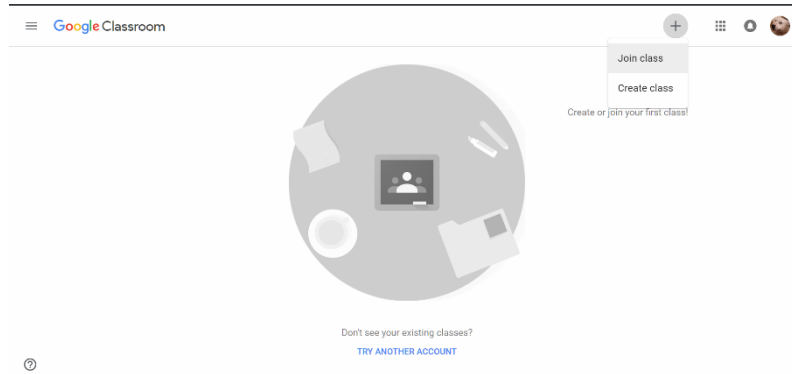 Google Classroom
Join class
Create class
Create or join your first class!
Don't see your existing classes?
TRY ANOTHER ACCOUNT